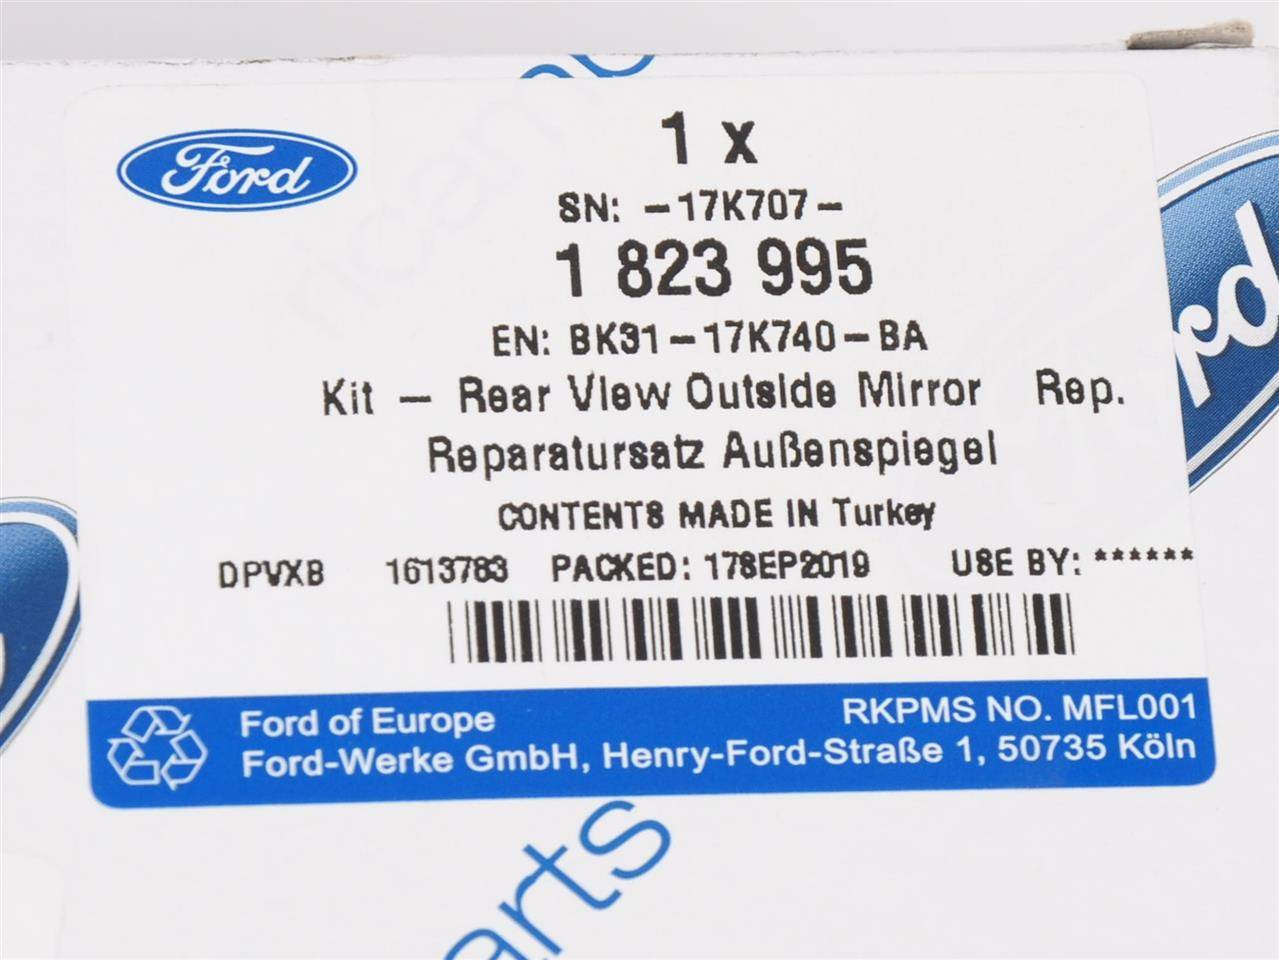 Ford
1 x
SN: -17K707-
1 823 995
EN: BK31-17K740-BA
Kit - Rear View Outside Mirror Rep.
Reparatursatz Außenspiegel
CONTENTS MADE IN Turkey
DPVXB 1613783 PACKED: 17SEP2019 USE BY: ******
Ford of Europe
RKPMS NO. MFL001
Ford-Werke GmbH, Henry-Ford-Straße 1, 50735 Köln
rd
arts